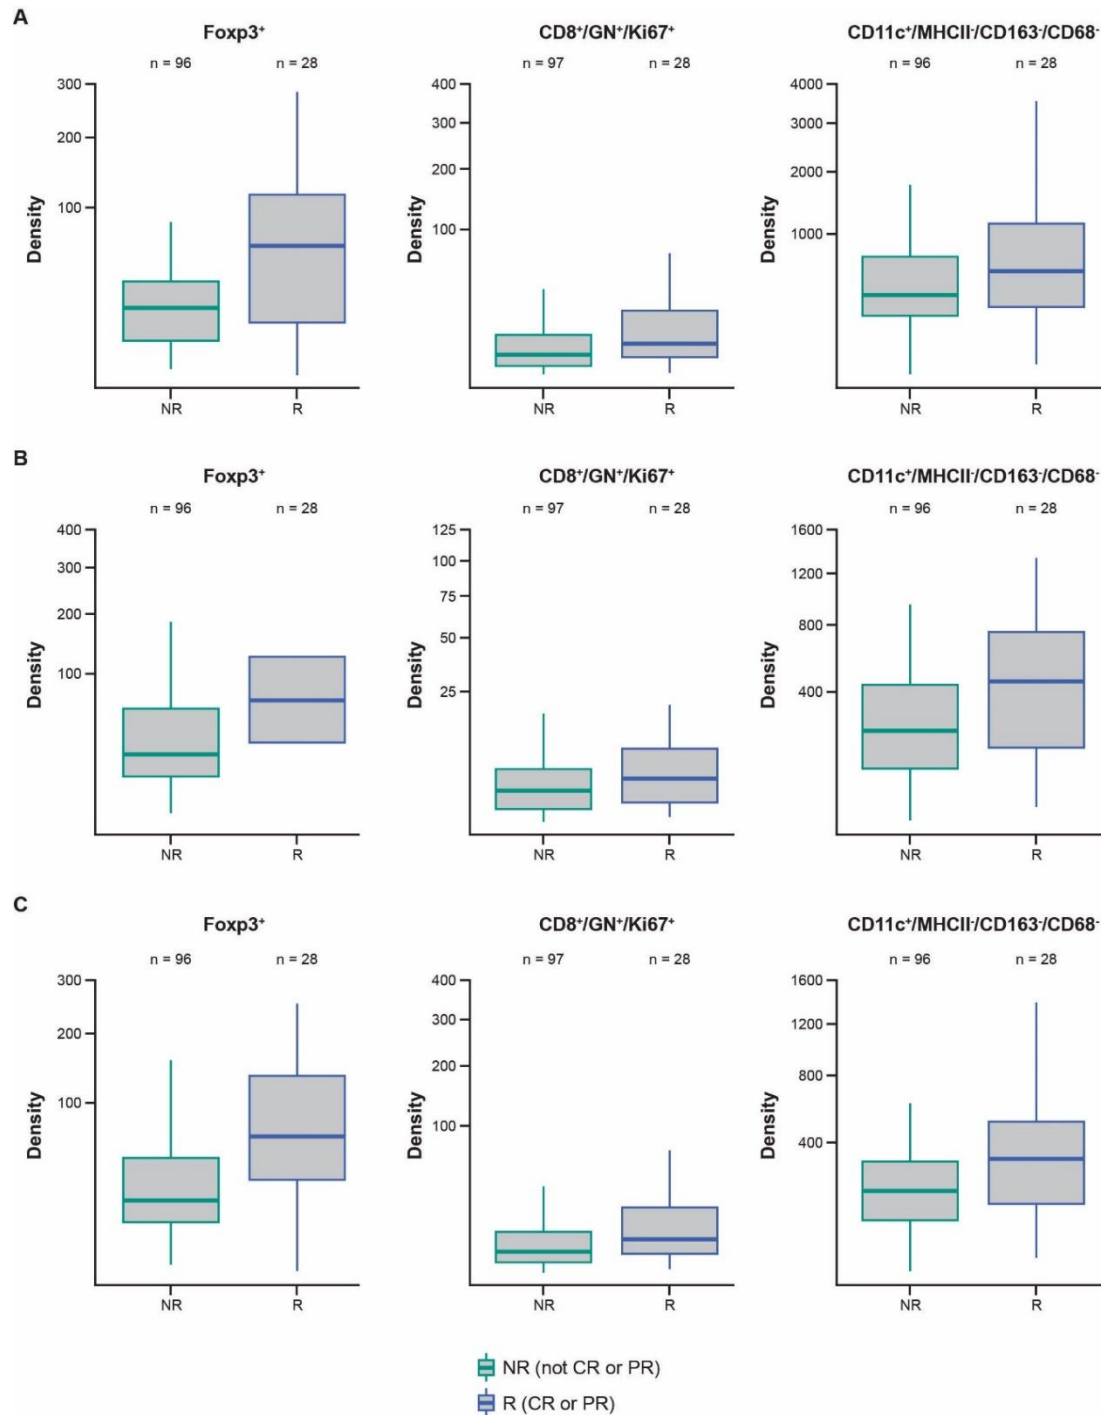 A
Foxp3⁺
CD8⁺/GN⁺/Ki67⁺
CD11c⁺/MHCII⁻/CD163⁻/CD68⁻
n = 96
n = 28
n = 97
n = 28
n = 96
n = 28
Density
300
200
100
NR
R
Density
400
300
200
100
NR
R
Density
4000
3000
2000
1000
NR
R
B
Foxp3⁺
CD8⁺/GN⁺/Ki67⁺
CD11c⁺/MHCII⁻/CD163⁻/CD68⁻
n = 96
n = 28
n = 97
n = 28
n = 96
n = 28
Density
400
300
200
100
NR
R
Density
125
100
75
50
25
NR
R
Density
1600
1200
800
400
NR
R
C
Foxp3⁺
CD8⁺/GN⁺/Ki67⁺
CD11c⁺/MHCII⁻/CD163⁻/CD68⁻
n = 96
n = 28
n = 97
n = 28
n = 96
n = 28
Density
300
200
100
NR
R
Density
400
300
200
100
NR
R
Density
1600
1200
800
400
NR
R
NR (not CR or PR)
R (CR or PR)